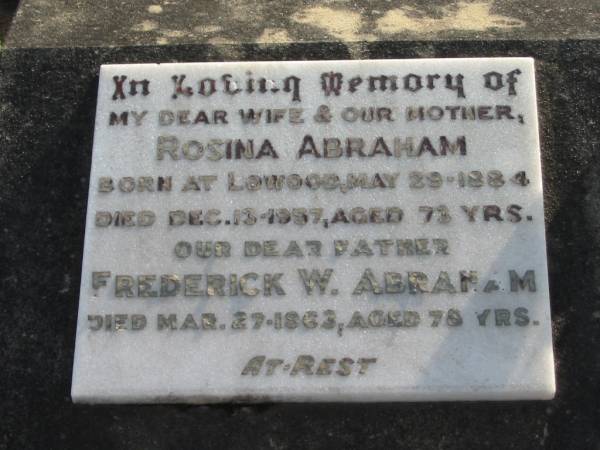 In Loving Memory of
MY DEAR WIFE & OUR MOTHER,
ROSINA ABRAHAM
BORN AT LOWOOD, MAY 29-1884
DIED DEC. 13-1957, AGED 73 YRS.
OUR DEAR FATHER
FREDERICK W. ABRAHAM
DIED MAR. 27-1963, AGED 78 YRS.
AT-REST